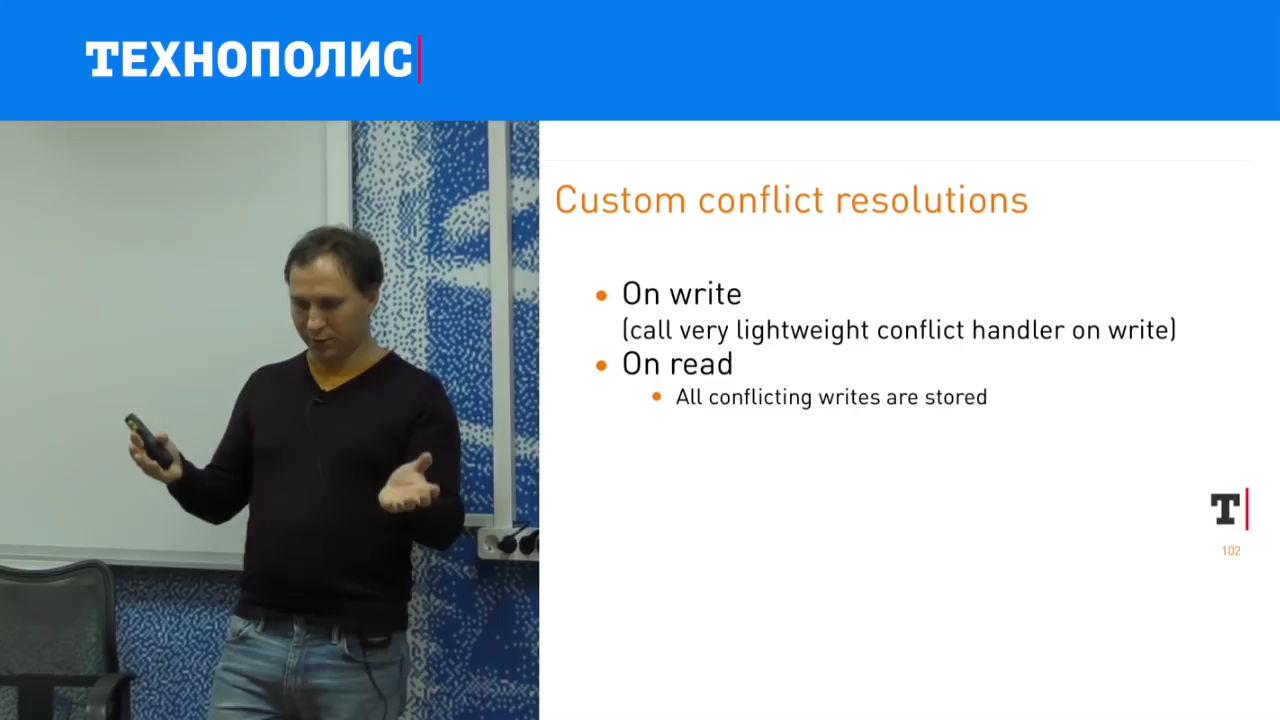 ТЕХНОПОЛИС
Custom conflict resolutions
• On write
(call very lightweight conflict handler on write)
• On read
• All conflicting writes are stored
T
102